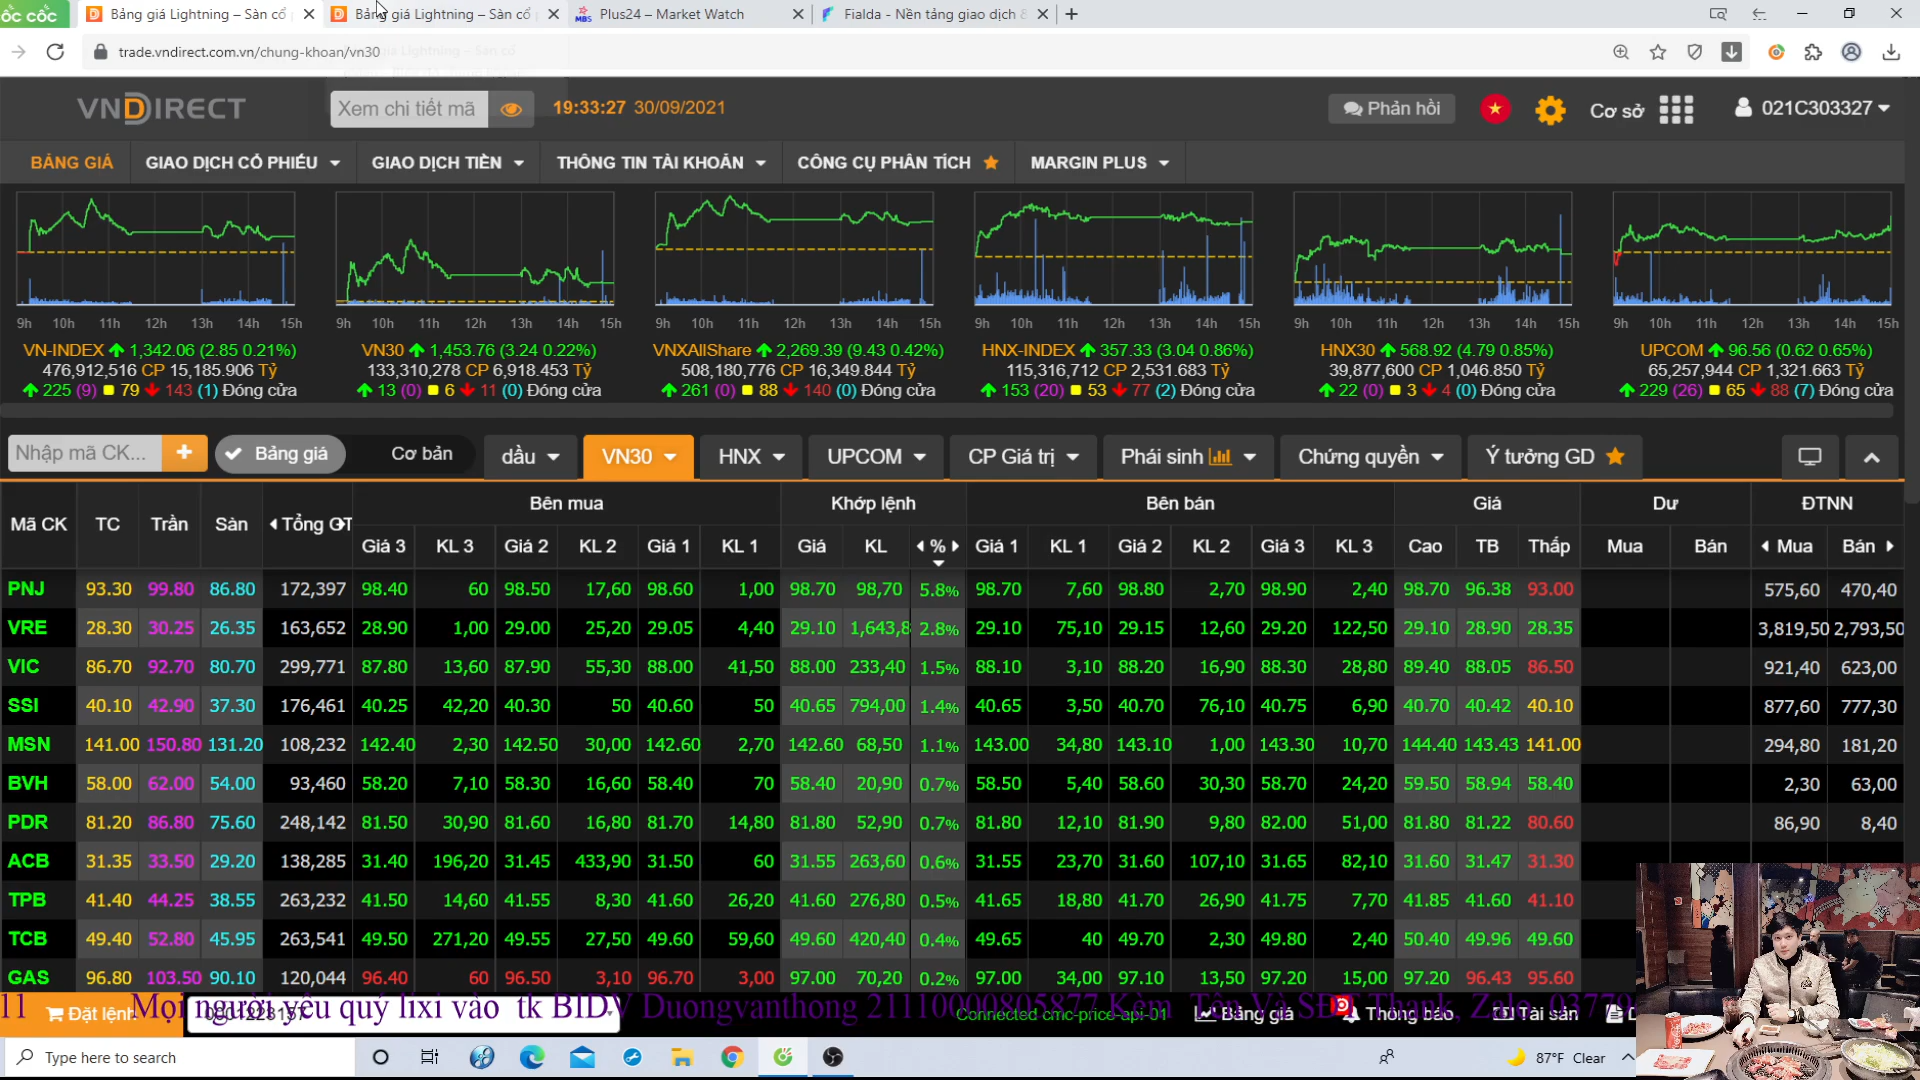 ốc cốc Bảng giá Lightning – Sàn cổ Bảng giá Lightning – Sàn cổ Plus24 – Market Watch Fialda - Nền tảng giao dịch
trade.vndirect.com.vn/chung-khoan/vn30
VNDIRECT Xem chi tiết mã 19:33:27 30/09/2021 Phản hồi Cơ sở 021C303327
BẢNG GIÁ GIAO DỊCH CỔ PHIẾU GIAO DỊCH TIỀN THÔNG TIN TÀI KHOẢN CÔNG CỤ PHÂN TÍCH MARGIN PLUS
9h 10h 11h 12h 13h 14h 15h 9h 10h 11h 12h 13h 14h 15h 9h 10h 11h 12h 13h 14h 15h 9h 10h 11h 12h 13h 14h 15h 9h 10h 11h 12h 13h 14h 15h 9h 10h 11h 12h 13h 14h 15h
VN-INDEX 1,342.06 (2.85 0.21%) VN30 1,453.76 (3.24 0.22%) VNXAllShare 2,269.39 (9.43 0.42%) HNX-INDEX 357.33 (3.04 0.86%) HNX30 568.92 (4.79 0.85%) UPCOM 96.56 (0.62 0.65%)
476,912,516 CP 15,185.906 Tỷ 133,310,278 CP 6,918.453 Tỷ 508,180,776 CP 16,349.844 Tỷ 115,316,712 CP 2,531.683 Tỷ 39,877,600 CP 1,046.850 Tỷ 65,257,944 CP 1,321.663 Tỷ
225 (9) 79 143 (1) Đóng cửa 13 (0) 6 11 (0) Đóng cửa 261 (0) 88 140 (0) Đóng cửa 153 (20) 53 77 (2) Đóng cửa 22 (0) 3 4 (0) Đóng cửa 229 (26) 65 88 (7) Đóng cửa
Nhập mã CK... + Bảng giá Cơ bản dầu VN30 HNX UPCOM CP Giá trị Phái sinh Chứng quyền Ý tưởng GD
Mã CK TC Trần Sàn Tổng GT Bên mua Khớp lệnh Bên bán Giá Dư ĐTNN
Giá 3 KL 3 Giá 2 KL 2 Giá 1 KL 1 Giá KL % Giá 1 KL 1 Giá 2 KL 2 Giá 3 KL 3 Cao TB Thấp Mua Bán Mua Bán
PNJ 93.30 99.80 86.80 172,397 98.40 60 98.50 17,60 98.60 1,00 98.70 98,70 5.8% 98.70 7,60 98.80 2,70 98.90 2,40 98.70 96.38 93.00 575,60 470,40
VRE 28.30 30.25 26.35 163,652 28.90 1,00 29.00 25,20 29.05 4,40 29.10 1,643,8 2.8% 29.10 75,10 29.15 12,60 29.20 122,50 29.10 28.90 28.35 3,819,50 2,793,50
VIC 86.70 92.70 80.70 299,771 87.80 13,60 87.90 55,30 88.00 41,50 88.00 233,40 1.5% 88.10 3,10 88.20 16,90 88.30 28,80 89.40 88.05 86.50 921,40 623,00
SSI 40.10 42.90 37.30 176,461 40.25 42,20 40.30 50 40.60 50 40.65 794,00 1.4% 40.65 3,50 40.70 76,10 40.75 6,90 40.70 40.42 40.10 877,60 777,30
MSN 141.00 150.80 131.20 108,232 142.40 2,30 142.50 30,00 142.60 2,70 142.60 68,50 1.1% 143.00 34,80 143.10 1,00 143.30 10,70 144.40 143.43 141.00 294,80 181,20
BVH 58.00 62.00 54.00 93,460 58.20 7,10 58.30 16,60 58.40 70 58.40 20,90 0.7% 58.50 5,40 58.60 30,30 58.70 24,20 59.50 58.94 58.40 2,30 63,00
PDR 81.20 86.80 75.60 248,142 81.50 30,90 81.60 16,80 81.70 14,80 81.80 52,90 0.7% 81.80 12,10 81.90 9,80 82.00 51,00 81.80 81.22 80.60 86,90 8,40
ACB 31.35 33.50 29.20 138,285 31.40 196,20 31.45 433,90 31.50 60 31.55 263,60 0.6% 31.55 23,70 31.60 107,10 31.65 82,10 31.60 31.47 31.30
TPB 41.40 44.25 38.55 263,232 41.50 14,60 41.55 8,30 41.60 26,20 41.60 276,80 0.5% 41.65 18,80 41.70 26,90 41.75 7,70 41.85 41.60 41.10
TCB 49.40 52.80 45.95 263,541 49.50 271,20 49.55 27,50 49.60 59,60 49.60 420,40 0.4% 49.65 40 49.70 2,30 49.80 2,40 50.40 49.96 49.60
GAS 96.80 103.50 90.10 120,044 96.40 60 96.50 3,10 96.70 3,00 97.00 70,20 0.2% 97.00 34,00 97.10 13,50 97.20 15,00 97.20 96.43 95.60
11 Mọi người yêu quý lixi vào tk BIDV Duongvanthong 21110000805877 Kèm Tên Và SĐT Thank, Zalo
Đặt lệnh Connected cmc-price-api-01 Bảng giá Thông báo Tài sản
Type here to search 87°F Clear